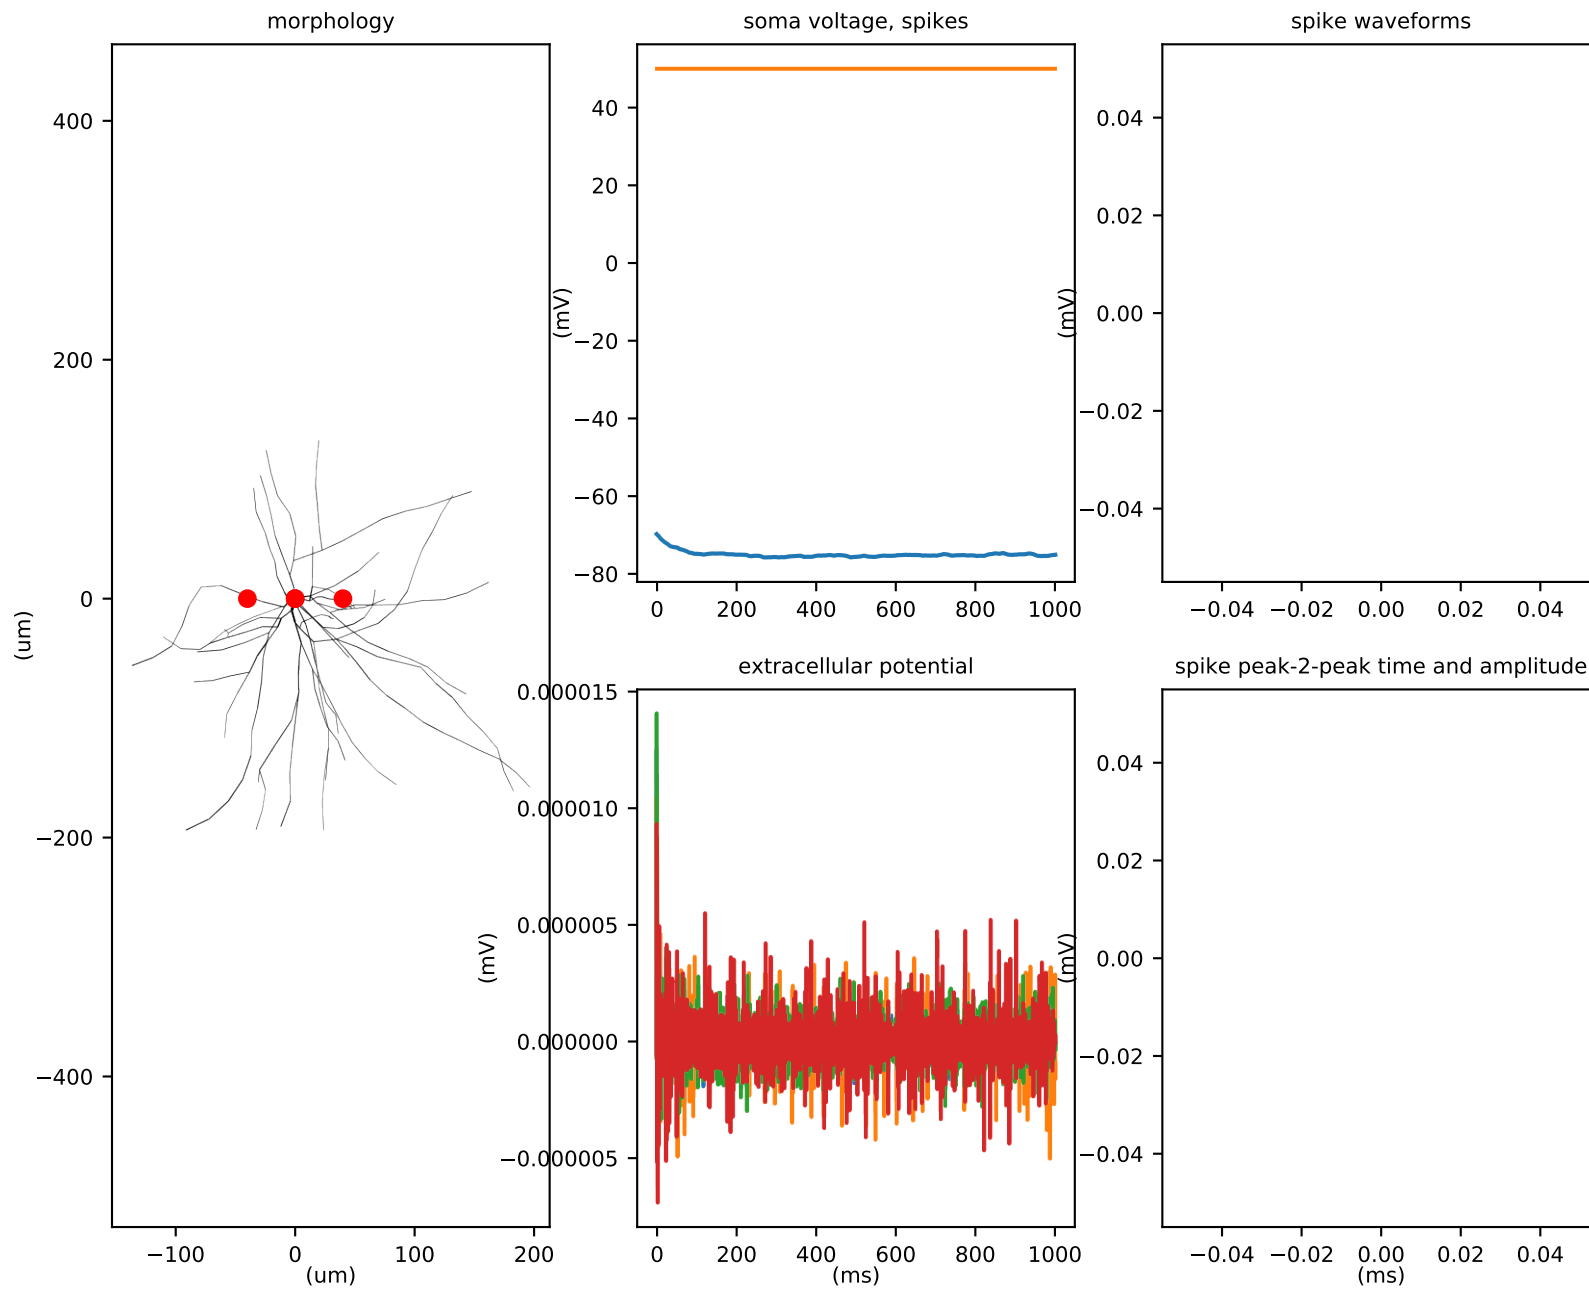 morphology
400
200
0
−200
−400
(um)
−100 0 100 200
(um)
soma voltage, spikes
40
20
0
−20
−40
−60
−80
(mV)
0 200 400 600 800 1000
spike waveforms
0.04
0.02
0.00
−0.02
−0.04
(mV)
−0.04 −0.02 0.00 0.02 0.04
extracellular potential
0.000015
0.000010
0.000005
0.000000
−0.000005
(mV)
0 200 400 600 800 1000
(ms)
spike peak-2-peak time and amplitude
0.04
0.02
0.00
−0.02
−0.04
(mV)
−0.04 −0.02 0.00 0.02 0.04
(ms)